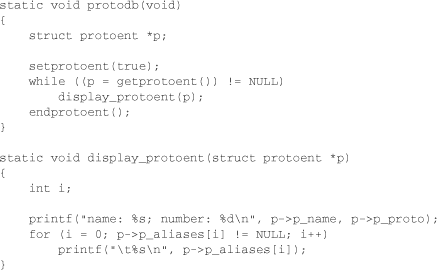 static void protodb(void)
{
    struct protoent *p;

    setprotoent(true);
    while ((p = getprotoent()) != NULL)
        display_protoent(p);
    endprotoent();
}

static void display_protoent(struct protoent *p)
{
    int i;

    printf("name: %s; number: %d\n", p->p_name, p->p_proto);
    for (i = 0; p->p_aliases[i] != NULL; i++)
        printf("\t%s\n", p->p_aliases[i]);
}